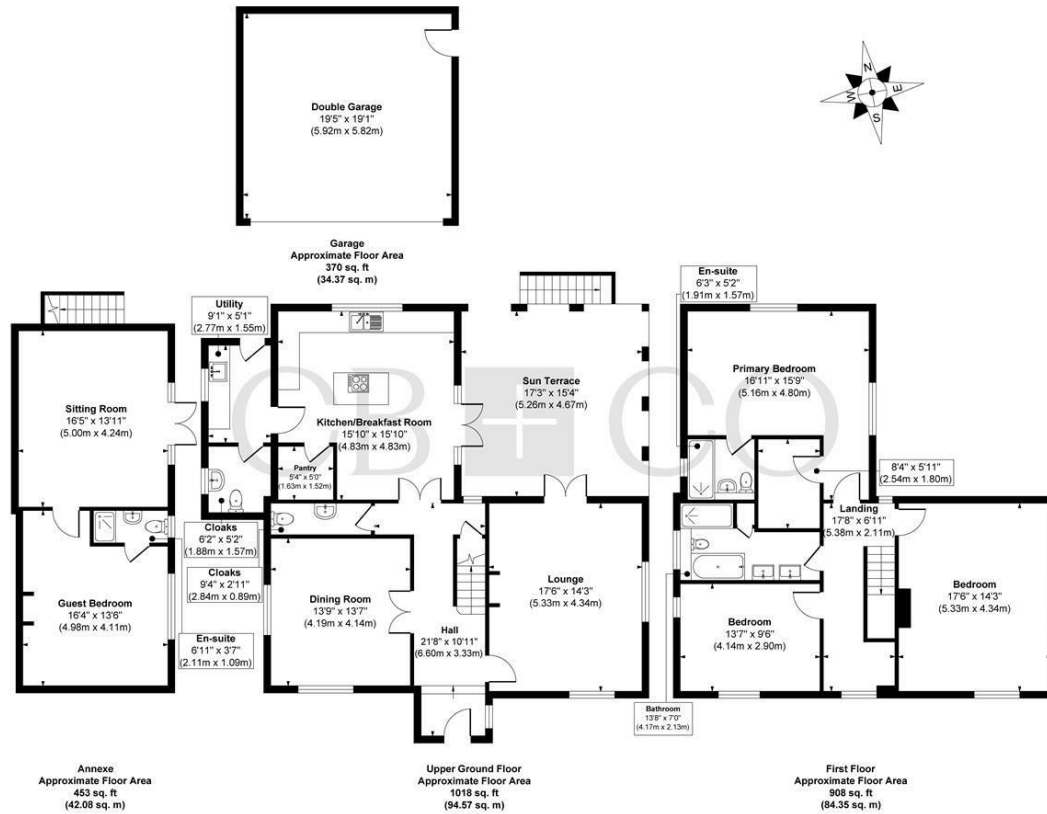 Double Garage
19'5" x 19'1"
(5.92m x 5.82m)
N
E
S
W
Garage
Approximate Floor Area
370 sq. ft
(34.37 sq. m)
En-suite
6'3" x 5'2"
(1.91m x 1.57m)
Utility
9'1" x 5'1"
(2.77m x 1.55m)
Sitting Room
16'5" x 13'11"
(5.00m x 4.24m)
Kitchen/Breakfast Room
15'10" x 15'10"
(4.83m x 4.83m)
Sun Terrace
17'3" x 15'4"
(5.26m x 4.67m)
Primary Bedroom
16'11" x 15'9"
(5.16m x 4.80m)
CB+CO
Pantry
5'4" x 5'0"
(1.63m x 1.52m)
8'4" x 5'11"
(2.54m x 1.80m)
Landing
17'8" x 6'11"
(5.38m x 2.11m)
Cloaks
6'2" x 5'2"
(1.88m x 1.57m)
Cloaks
9'4" x 2'11"
(2.84m x 0.89m)
Guest Bedroom
16'4" x 13'6"
(4.98m x 4.11m)
En-suite
6'11" x 3'7"
(2.11m x 1.09m)
Dining Room
13'9" x 13'7"
(4.19m x 4.14m)
Hall
21'8" x 10'11"
(6.60m x 3.33m)
Lounge
17'6" x 14'3"
(5.33m x 4.34m)
Bedroom
13'7" x 9'6"
(4.14m x 2.90m)
Bedroom
17'6" x 14'3"
(5.33m x 4.34m)
Bathroom
13'8" x 7'0"
(4.17m x 2.13m)
Annexe
Approximate Floor Area
453 sq. ft
(42.08 sq. m)
Upper Ground Floor
Approximate Floor Area
1018 sq. ft
(94.57 sq. m)
First Floor
Approximate Floor Area
908 sq. ft
(84.35 sq. m)